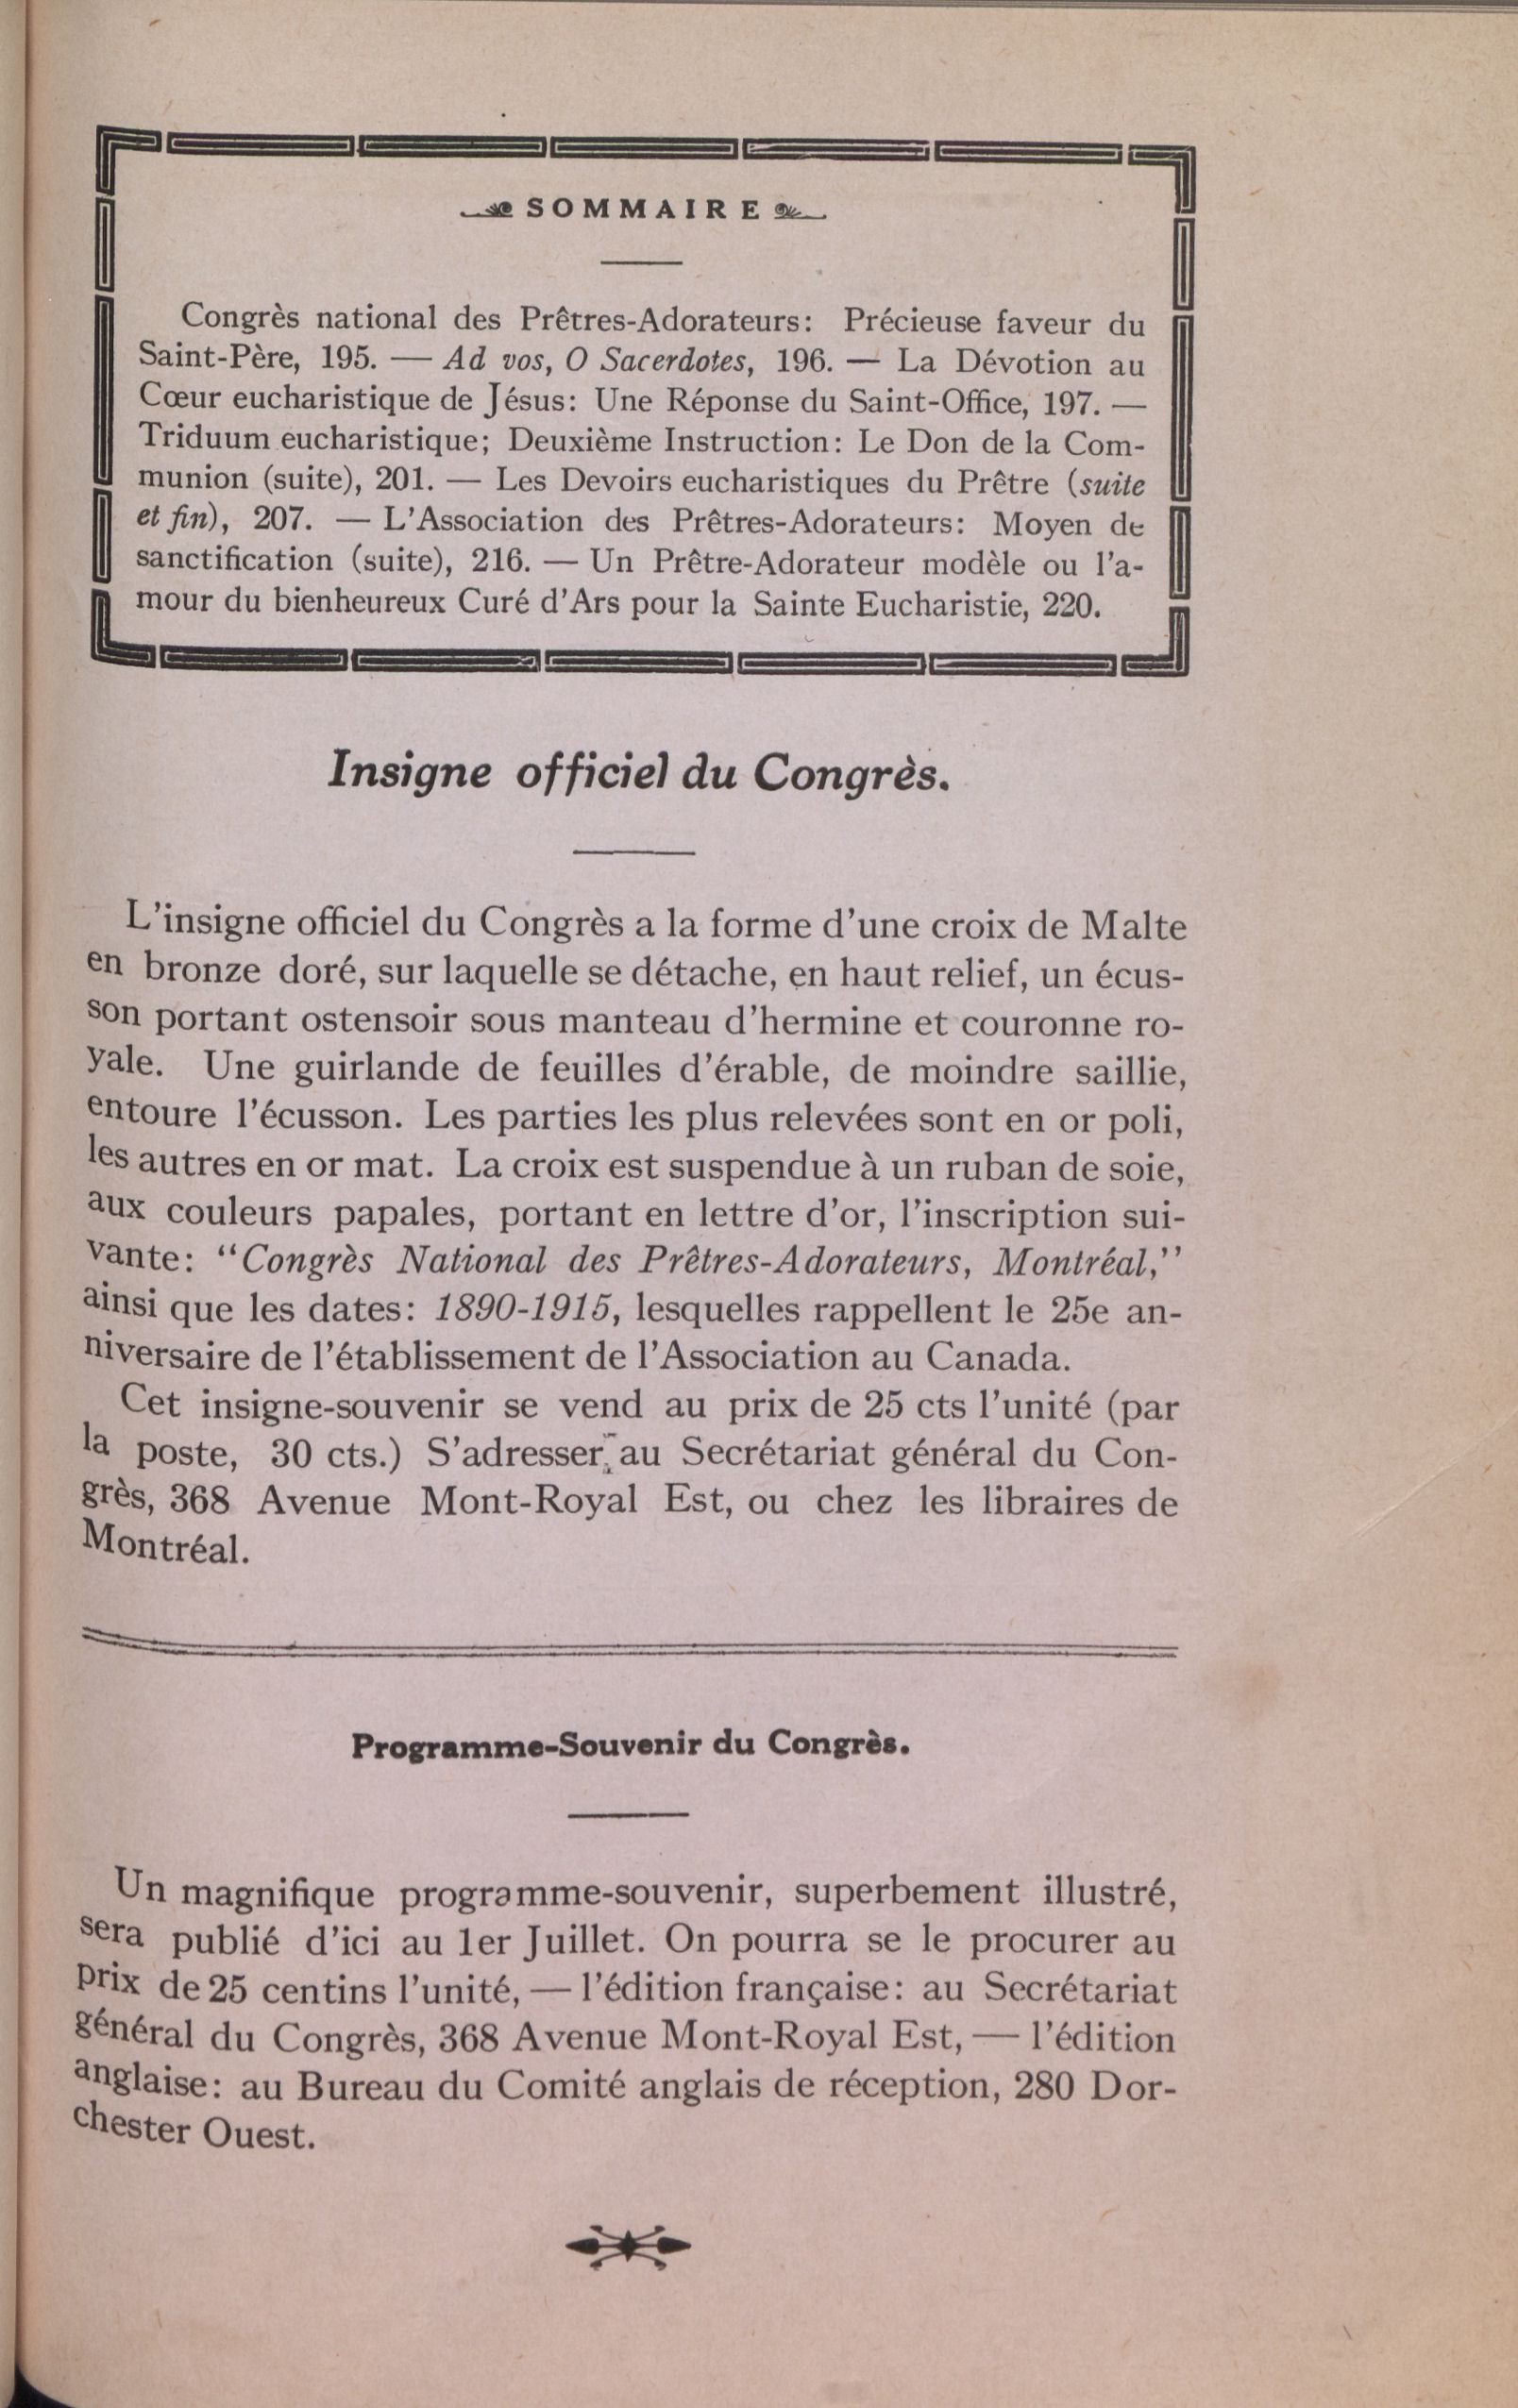 SOMMAIRE
Congrès national des Prêtres-Adorateurs: Précieuse faveur du
Saint-Père, 195. — Ad vos, O Sacerdotes, 196. — La Dévotion au
Cœur eucharistique de Jésus: Une Réponse du Saint-Office, 197. —
Triduum eucharistique; Deuxième Instruction: Le Don de la Com-
munion (suite), 201. — Les Devoirs eucharistiques du Prêtre (suite
et fin), 207. — L'Association des Prêtres-Adorateurs: Moyen de
sanctification (suite), 216. — Un Prêtre-Adorateur modèle ou l'a-
mour du bienheureux Curé d'Ars pour la Sainte Eucharistie, 220.
Insigne officiel du Congrès.
L'insigne officiel du Congrès a la forme d'une croix de Malte
en bronze doré, sur laquelle se détache, en haut relief, un écus-
son portant ostensoir sous manteau d'hermine et couronne ro-
yale. Une guirlande de feuilles d'érable, de moindre saillie,
entoure l'écusson. Les parties les plus relevées sont en or poli,
les autres en or mat. La croix est suspendue à un ruban de soie,
aux couleurs papales, portant en lettre d'or, l'inscription sui-
vante: "Congrès National des Prêtres-Adorateurs, Montréal,"
ainsi que les dates: 1890-1915, lesquelles rappellent le 25e an-
niversaire de l'établissement de l'Association au Canada.
Cet insigne-souvenir se vend au prix de 25 cts l'unité (par
la poste, 30 cts.) S'adresser au Secrétariat général du Con-
grès, 368 Avenue Mont-Royal Est, ou chez les libraires de
Montréal.
Programme-Souvenir du Congrès.
Un magnifique programme-souvenir, superbement illustré,
sera publié d'ici au 1er Juillet. On pourra se le procurer au
prix de 25 centins l'unité, — l'édition française: au Secrétariat
général du Congrès, 368 Avenue Mont-Royal Est, — l'édition
anglaise: au Bureau du Comité anglais de réception, 280 Dor-
chester Ouest.